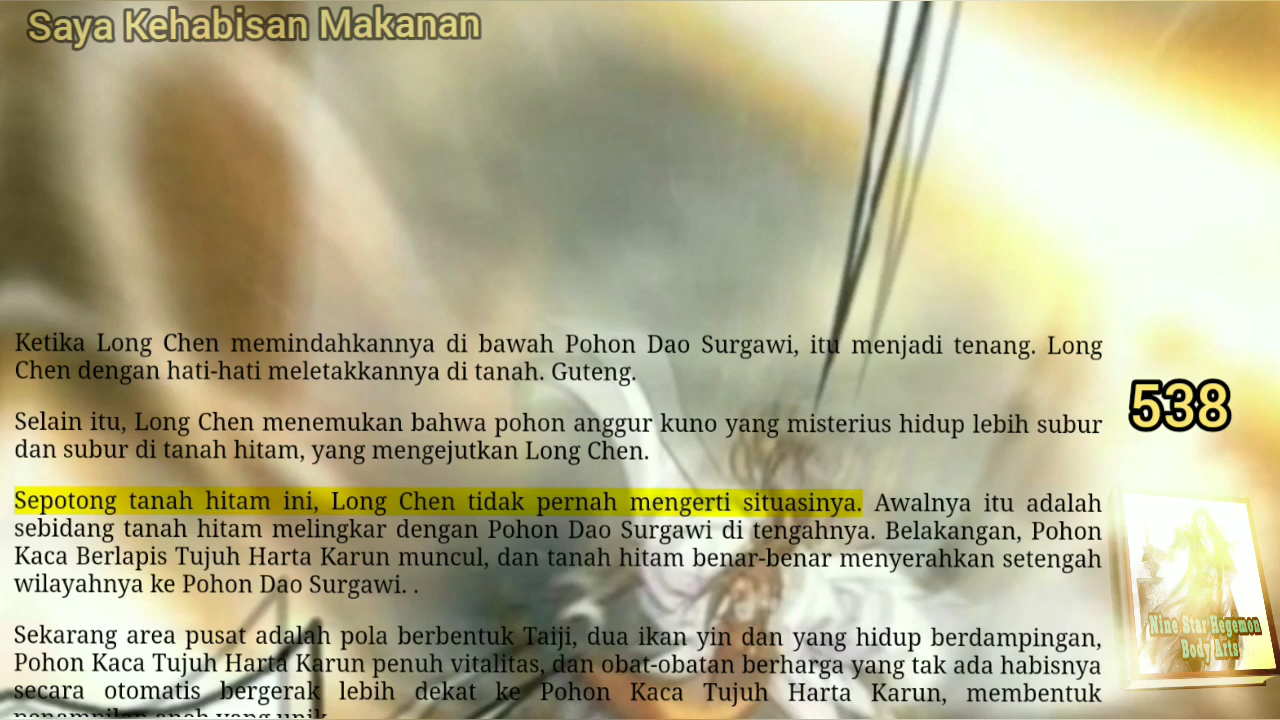 Saya Kehabisan Makanan
Ketika Long Chen memindahkannya di bawah Pohon Dao Surgawi, itu menjadi tenang. Long
Chen dengan hati-hati meletakkannya di tanah. Guteng.
Selain itu, Long Chen menemukan bahwa pohon anggur kuno yang misterius hidup lebih subur
dan subur di tanah hitam, yang mengejutkan Long Chen.
Sepotong tanah hitam ini, Long Chen tidak pernah mengerti situasinya. Awalnya itu adalah
sebidang tanah hitam melingkar dengan Pohon Dao Surgawi di tengahnya. Belakangan, Pohon
Kaca Berlapis Tujuh Harta Karun muncul, dan tanah hitam benar-benar menyerahkan setengah
wilayahnya ke Pohon Dao Surgawi. .
Sekarang area pusat adalah pola berbentuk Taiji, dua ikan yin dan yang hidup berdampingan,
Pohon Kaca Tujuh Harta Karun penuh vitalitas, dan obat-obatan berharga yang tak ada habisnya
secara otomatis bergerak lebih dekat ke Pohon Kaca Tujuh Harta Karun, membentuk
538
Nine Star Hegemon
Body Arts